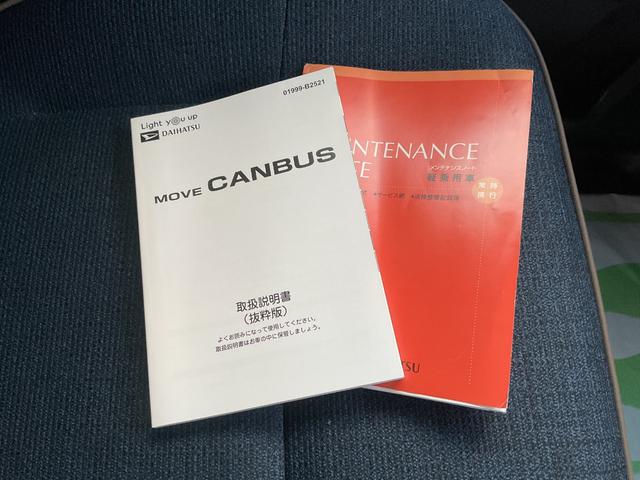 01999-B2521
Light you up
DAIHATSU
MOVE CANBUS
取扱説明書
(抜粋版)
よくお読みになって使用してください。
取扱説明書はお車の中に保管しましょう。
NTENANCE
メンテナンスノート
軽乗用車
常時
携行
●サービス網 ●点検整備記録簿
TSU